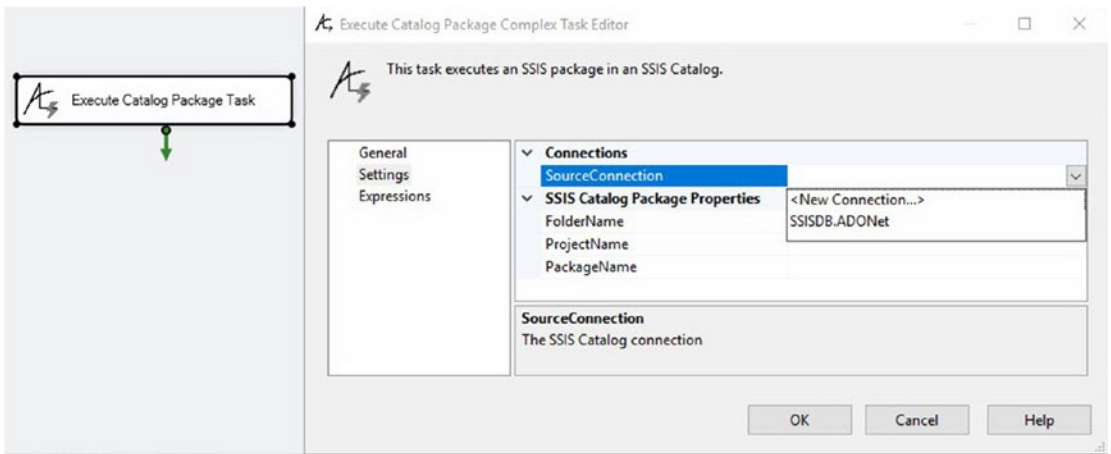 Execute Catalog Package Task
Execute Catalog Package Complex Task Editor
This task executes an SSIS package in an SSIS Catalog.
General
Settings
Expressions
Connections
SourceConnection
SSIS Catalog Package Properties
FolderName
ProjectName
PackageName
<New Connection...>
SSISDB.ADONet
SourceConnection
The SSIS Catalog connection
OK
Cancel
Help